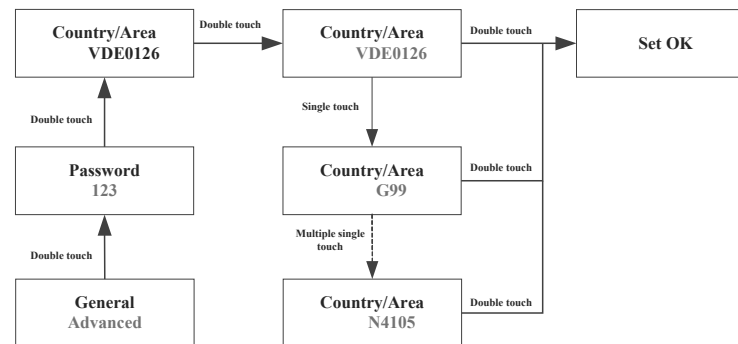 Country/Area
VDE0126
Double touch
Country/Area
VDE0126
Double touch
Set OK
Double touch
Single touch
Password
123
Country/Area
G99
Double touch
Double touch
Multiple single
touch
General
Advanced
Country/Area
N4105
Double touch